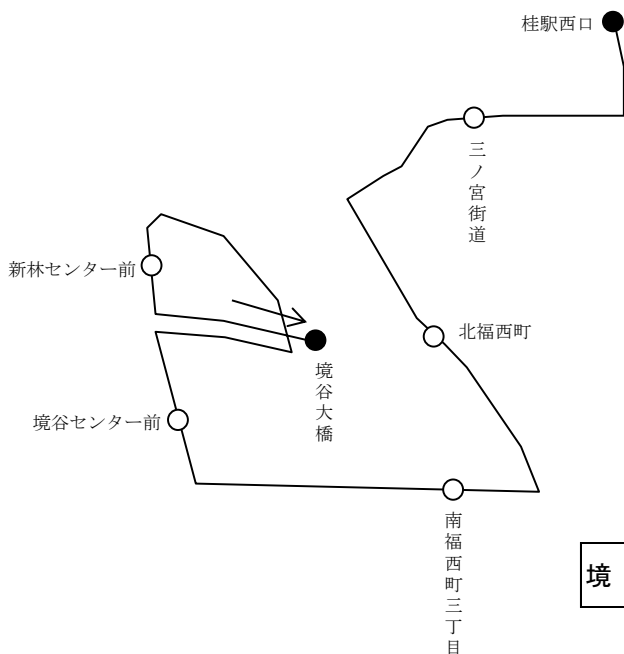 桂駅西口
三ノ宮街道
新林センター前
北福西町
境谷大橋
境谷センター前
南福西町三丁目
境